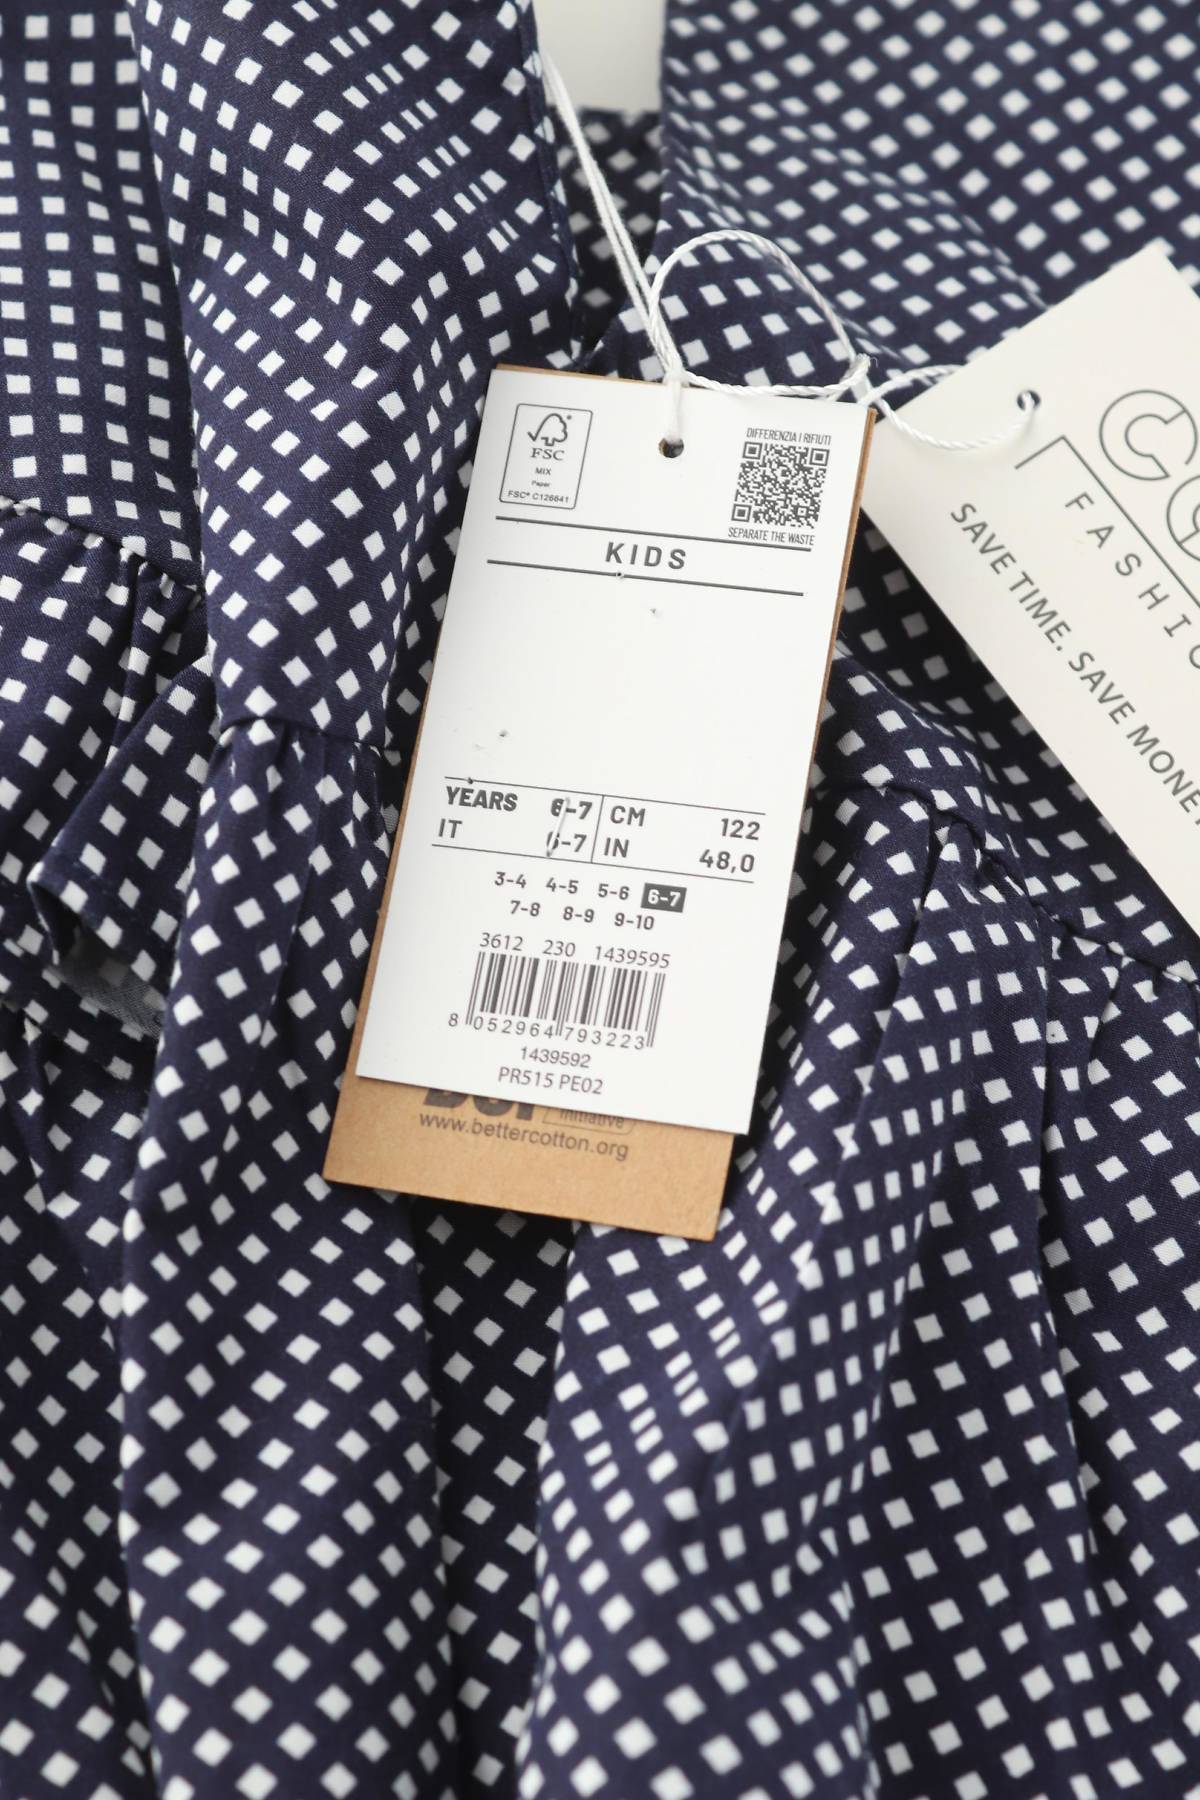 FSC
MIX
Paper
FSC® C126641
DIFFERENZIA I RIFIUTI
SEPARATE THE WASTE
KIDS
YEARS 6-7 CM 122
IT 6-7 IN 48,0
3-4 4-5 5-6 6-7
7-8 8-9 9-10
3612 230 1439595
8 052964 793223
1439592
PR515 PE02
initiative
www.bettercotton.org
SAVE TIME. SAVE MONEY